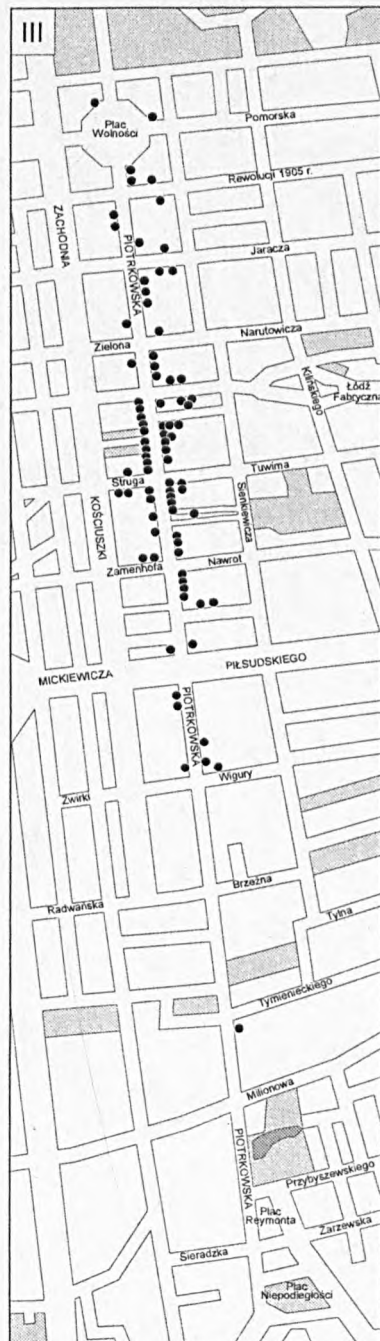 III
Plac
Wolności
Pomorska
Rewolucji 1905 r.
ZACHODNIA
PIOTRKOWSKA
Jaracza
Narutowicza
Zielona
Kilińskiego
Łódź
Fabryczna
Tuwima
Struga
KOŚCIUSZKI
Sienkiewicza
Nawrot
Zamenhofa
PIŁSUDSKIEGO
MICKIEWICZA
PIOTRKOWSKA
Wigury
Żwirki
Brzeźna
Radwańska
Tylna
Tymienieckiego
Milionowa
PIOTRKOWSKA
Przybyszewskiego
Plac
Reymonta
Zarzewska
Sieradzka
Plac
Niepodległości